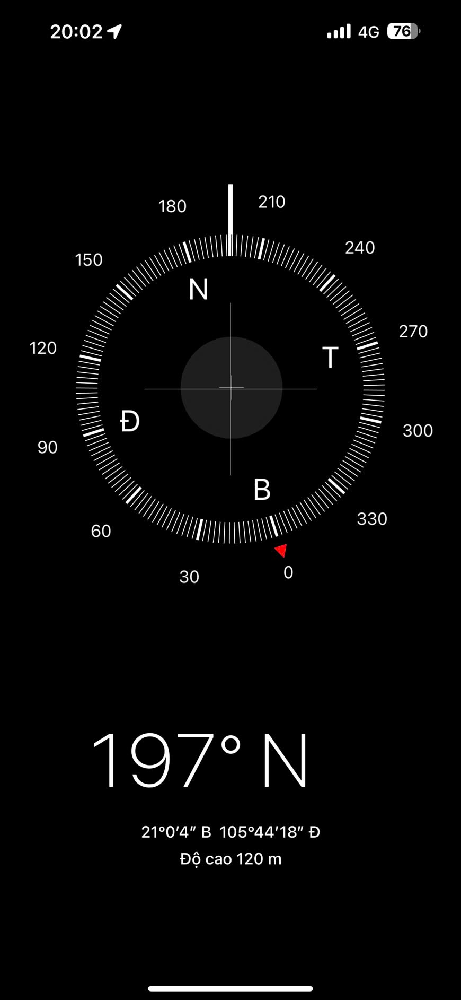 20:02 4G 76
180 210
150 240
N
120 270
T
Đ
90 300
B
60 330
30 0
197° N
21°0′4″ B 105°44′18″ Đ
Độ cao 120 m